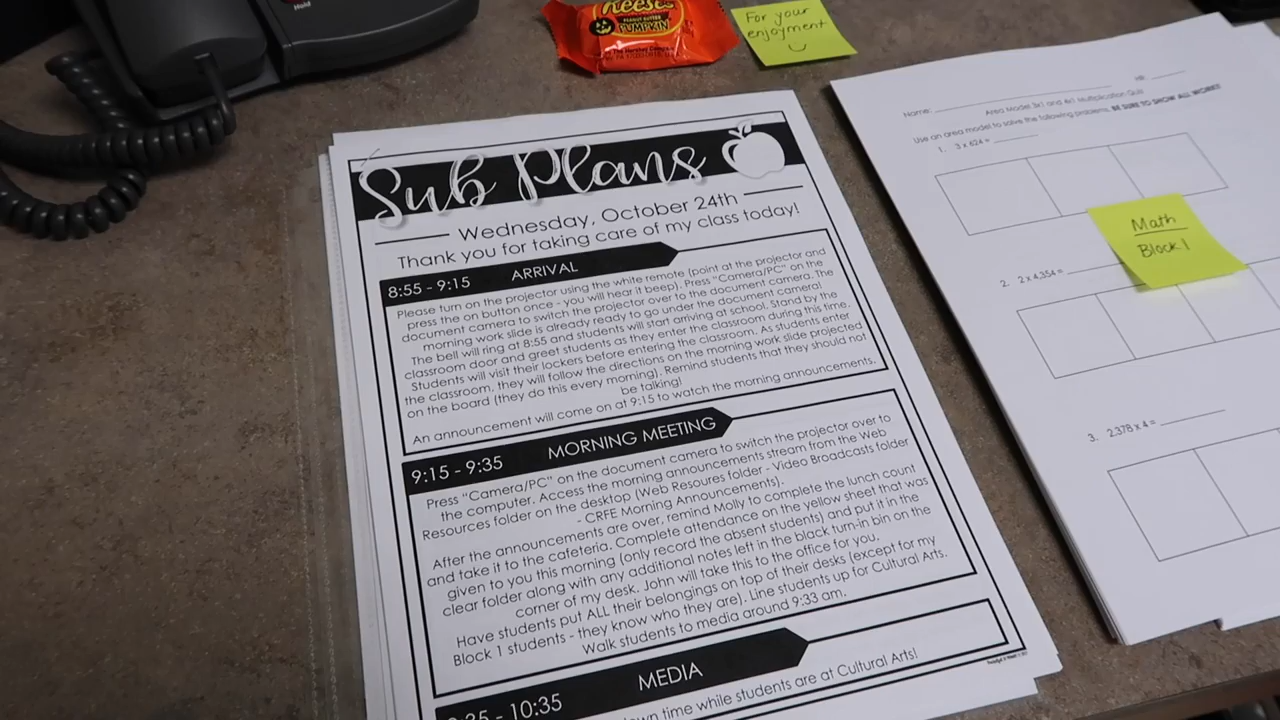 Hold
Reese's
PEANUT BUTTER
PUMPKIN
For your
enjoyment
Sub Plans
Wednesday, October 24th
Thank you for taking care of my class today!
8:55 - 9:15 ARRIVAL
Please turn on the projector using the white remote (point at the projector and
press the on button once - you will hear it beep). Press "Camera/PC" on the
document camera to switch the projector over to the document camera. The
morning work slide is already ready to go under the document camera!
The bell will ring at 8:55 and students will start arriving at school. Stand by the
classroom door and greet students as they enter the classroom during this time.
Students will visit their lockers before entering the classroom. As students enter
the classroom, they will follow the directions on the morning work slide projected
on the board (they do this every morning). Remind students that they should not
be talking!
An announcement will come on at 9:15 to watch the morning announcements.
9:15 - 9:35 MORNING MEETING
Press "Camera/PC" on the document camera to switch the projector over to
the computer. Access the morning announcements stream from the Web
Resources folder on the desktop (Web Resoures folder - Video Broadcasts folder
- CRFE Morning Announcements).
After the announcements are over, remind Molly to complete the lunch count
and take it to the cafeteria. Complete attendance on the yellow sheet that was
given to you this morning (only record the absent students) and put it in the
clear folder along with any additional notes left in the black turn-in bin on the
corner of my desk. John will take this to the office for you.
Have students put ALL their belongings on top of their desks (except for my
Block 1 students - they know who they are). Line students up for Cultural Arts.
Walk students to media around 9:33 am.
9:35 - 10:35 MEDIA
down time while students are at Cultural Arts!
Name: HR:
Area Model 3x1 and 4x1 Multiplication Quiz
Use an area model to solve the following problems. BE SURE TO SHOW ALL WORK!!
1. 3 x 624 =
Math
Block 1
2. 2 x 4,354 =
3. 2,378 x 4 =